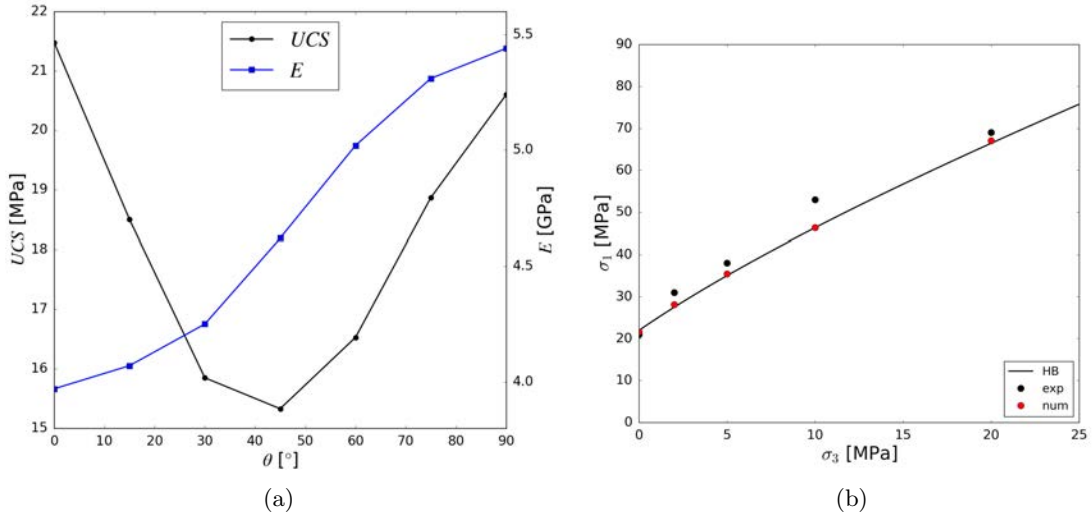 22
21
20
19
18
17
16
15
UCS [MPa]
UCS
E
5.5
5.0
4.5
4.0
E [GPa]
0 10 20 30 40 50 60 70 80 90
θ [°]
(a)
90
80
70
60
50
40
30
20
10
0
σ₁ [MPa]
HB
exp
num
0 5 10 15 20 25
σ₃ [MPa]
(b)